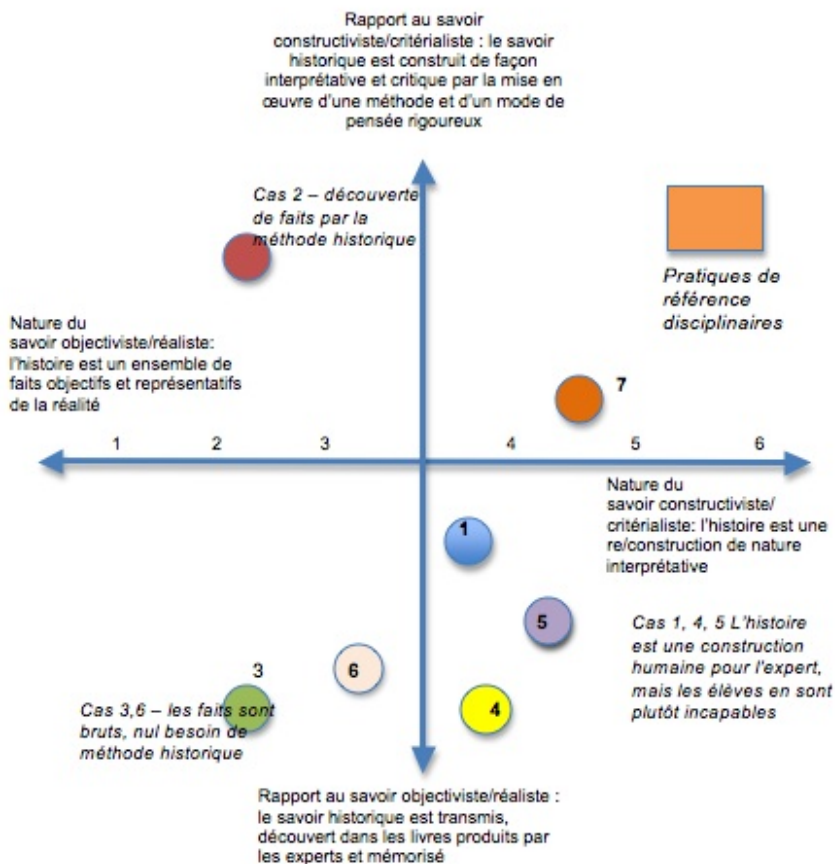 Rapport au savoir
constructiviste/critérialiste : le savoir
historique est construit de façon
interprétative et critique par la mise en
œuvre d'une méthode et d'un mode de
pensée rigoureux
Cas 2 – découverte
de faits par la
méthode historique
Pratiques de
référence
disciplinaires
Nature du
savoir objectiviste/réaliste:
l'histoire est un ensemble de
faits objectifs et représentatifs
de la réalité
7
1 2 3 4 5 6
Nature du
savoir constructiviste/
critérialiste: l'histoire est une
re/construction de nature
interprétative
1
5
Cas 1, 4, 5 L'histoire
est une construction
humaine pour l'expert,
mais les élèves en sont
plutôt incapables
3
6
4
Cas 3,6 – les faits sont
bruts, nul besoin de
méthode historique
Rapport au savoir objectiviste/réaliste :
le savoir historique est transmis,
découvert dans les livres produits par
les experts et mémorisé